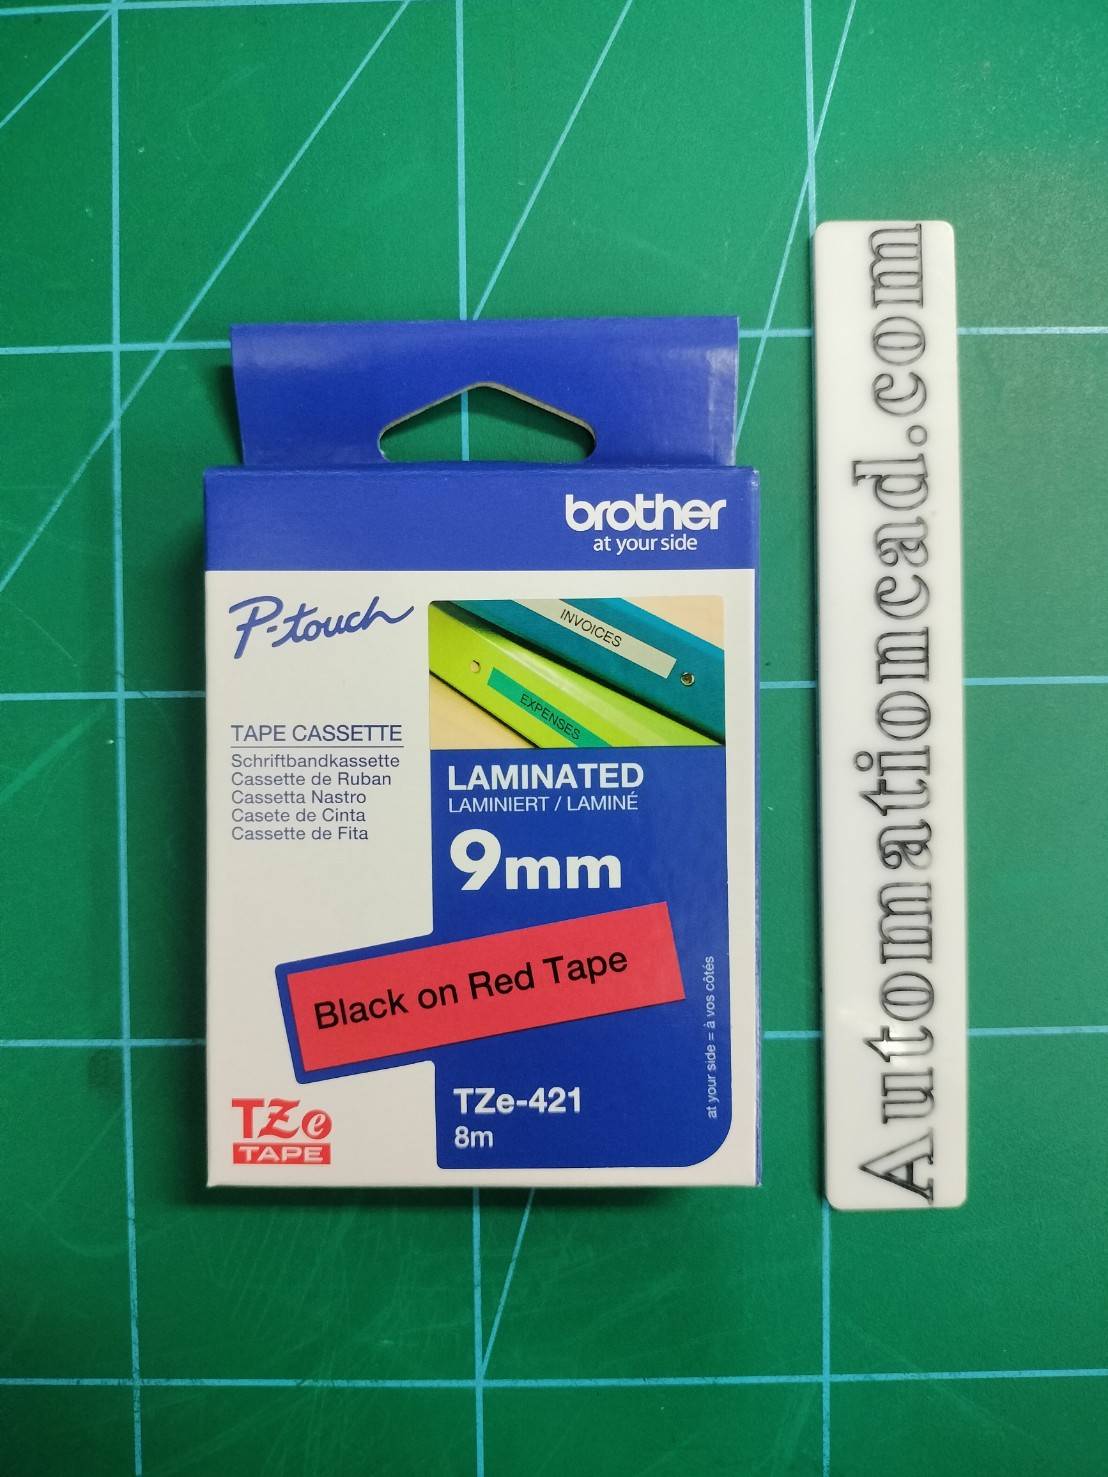 brother
at your side
P-touch
INVOICES
EXPENSES
TAPE CASSETTE
Schriftbandkassette
Cassette de Ruban
Cassetta Nastro
Casete de Cinta
Cassette de Fita
LAMINATED
LAMINIERT / LAMINÉ
9mm
Black on Red Tape
TZe-421
8m
at your side = à vos côtés
TZe
TAPE
Automationcad.com